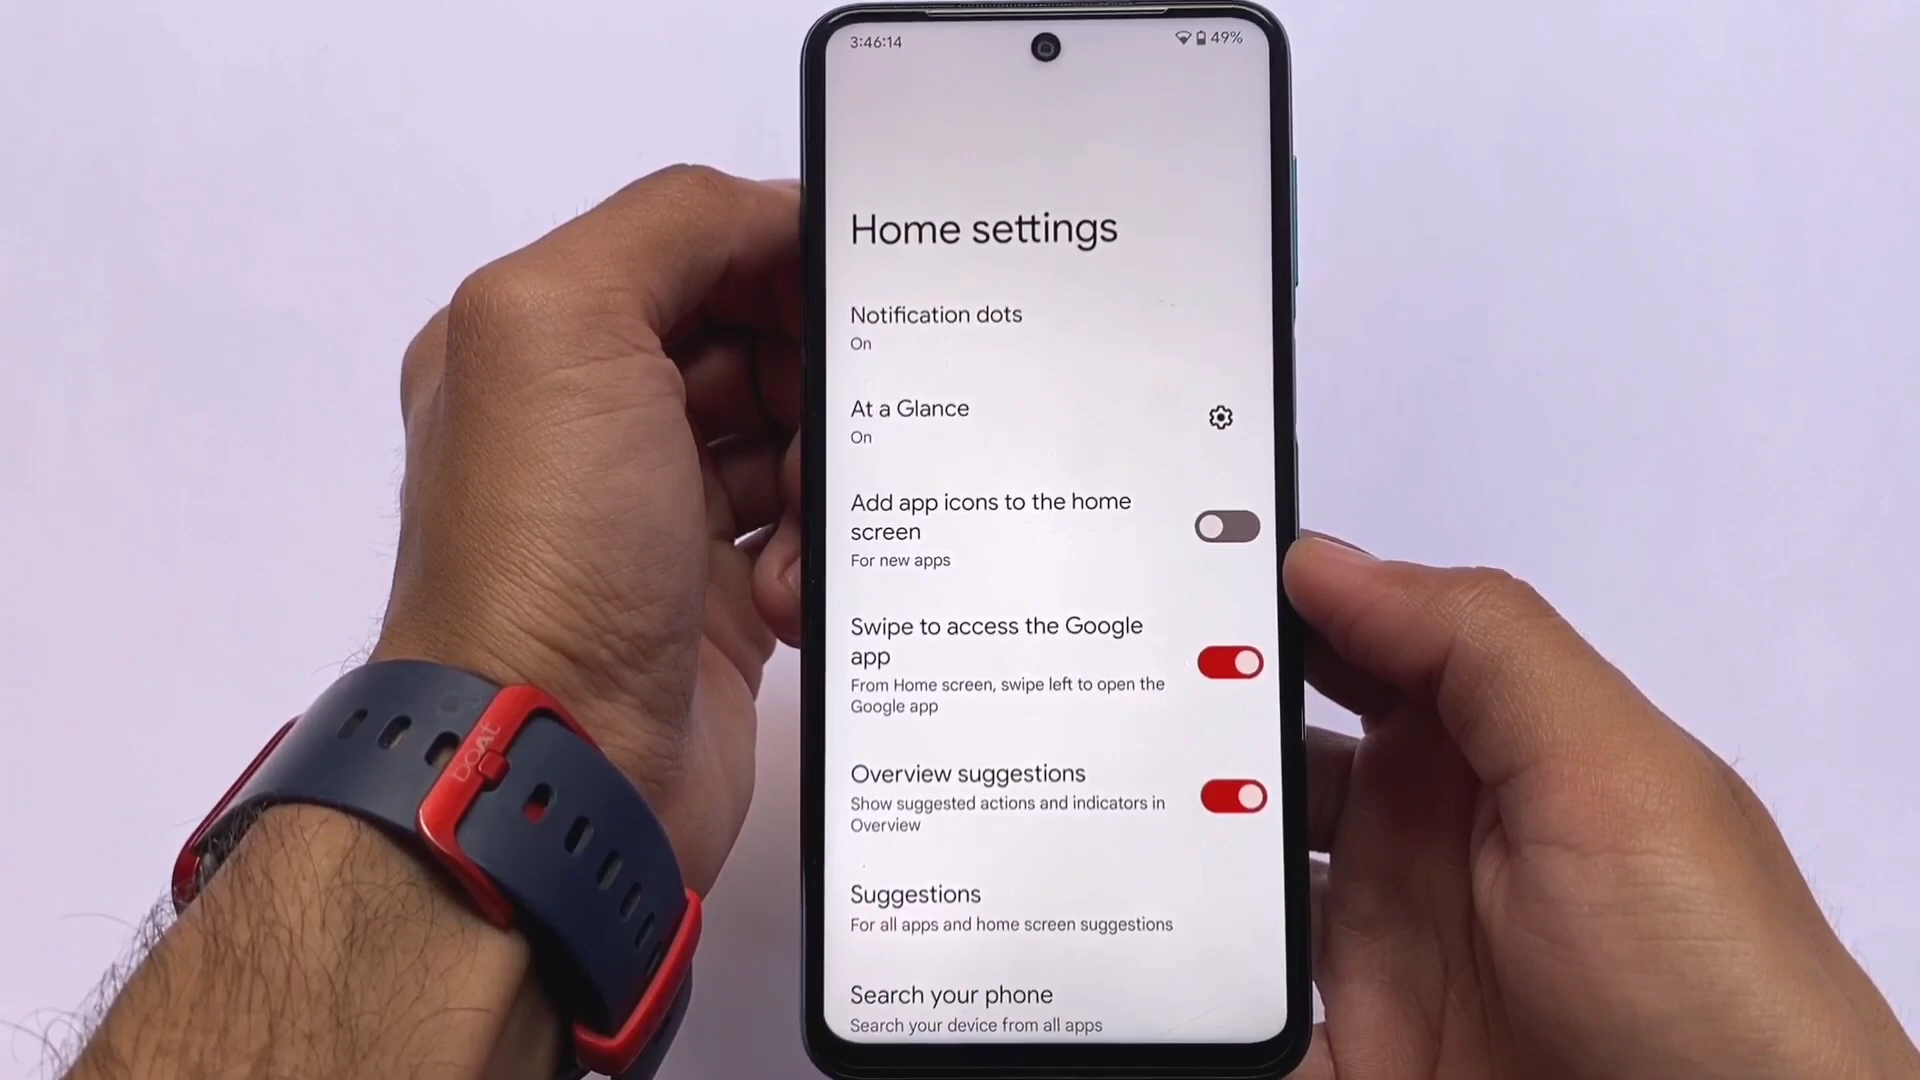 3:46:14
49%
Home settings
Notification dots
On
At a Glance
On
Add app icons to the home
screen
For new apps
Swipe to access the Google
app
From Home screen, swipe left to open the
Google app
Overview suggestions
Show suggested actions and indicators in
Overview
Suggestions
For all apps and home screen suggestions
Search your phone
Search your device from all apps
boAt